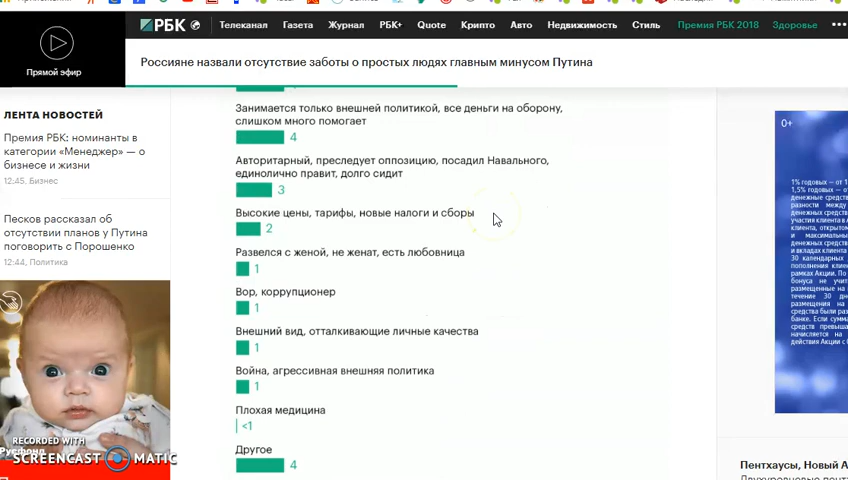 РБК
Телеканал Газета Журнал РБК+ Quote Крипто Авто Недвижимость Стиль Премия РБК 2018 Здоровье
Прямой эфир
Россияне назвали отсутствие заботы о простых людях главным минусом Путина
ЛЕНТА НОВОСТЕЙ
Премия РБК: номинанты в
категории «Менеджер» — о
бизнесе и жизни
12:45, Бизнес
Песков рассказал об
отсутствии планов у Путина
поговорить с Порошенко
12:44, Политика
Русфонд
RECORDED WITH
SCREENCAST MATIC
Занимается только внешней политикой, все деньги на оборону,
слишком много помогает
4
Авторитарный, преследует оппозицию, посадил Навального,
единолично правит, долго сидит
3
Высокие цены, тарифы, новые налоги и сборы
2
Развелся с женой, не женат, есть любовница
1
Вор, коррупционер
1
Внешний вид, отталкивающие личные качества
1
Война, агрессивная внешняя политика
1
Плохая медицина
<1
Другое
4
0+
Пентхаусы, Новый А